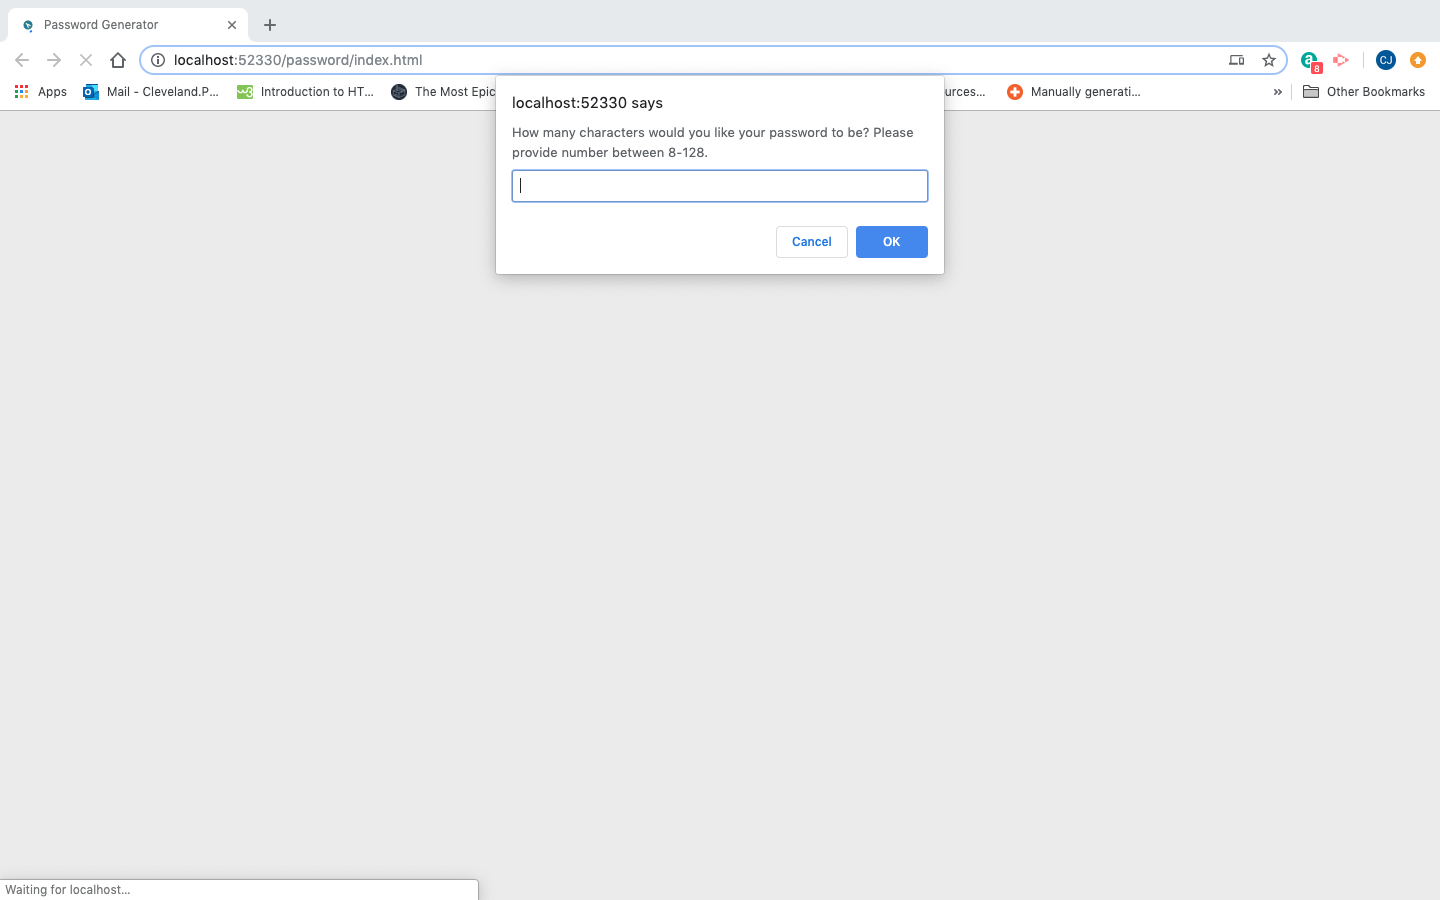 Password Generator
localhost:52330/password/index.html
a
8
CJ
Apps
Mail - Cleveland.P...
w3
Introduction to HT...
The Most Epic
urces...
Manually generati...
»
Other Bookmarks
localhost:52330 says
How many characters would you like your password to be? Please
provide number between 8-128.
Cancel
OK
Waiting for localhost...